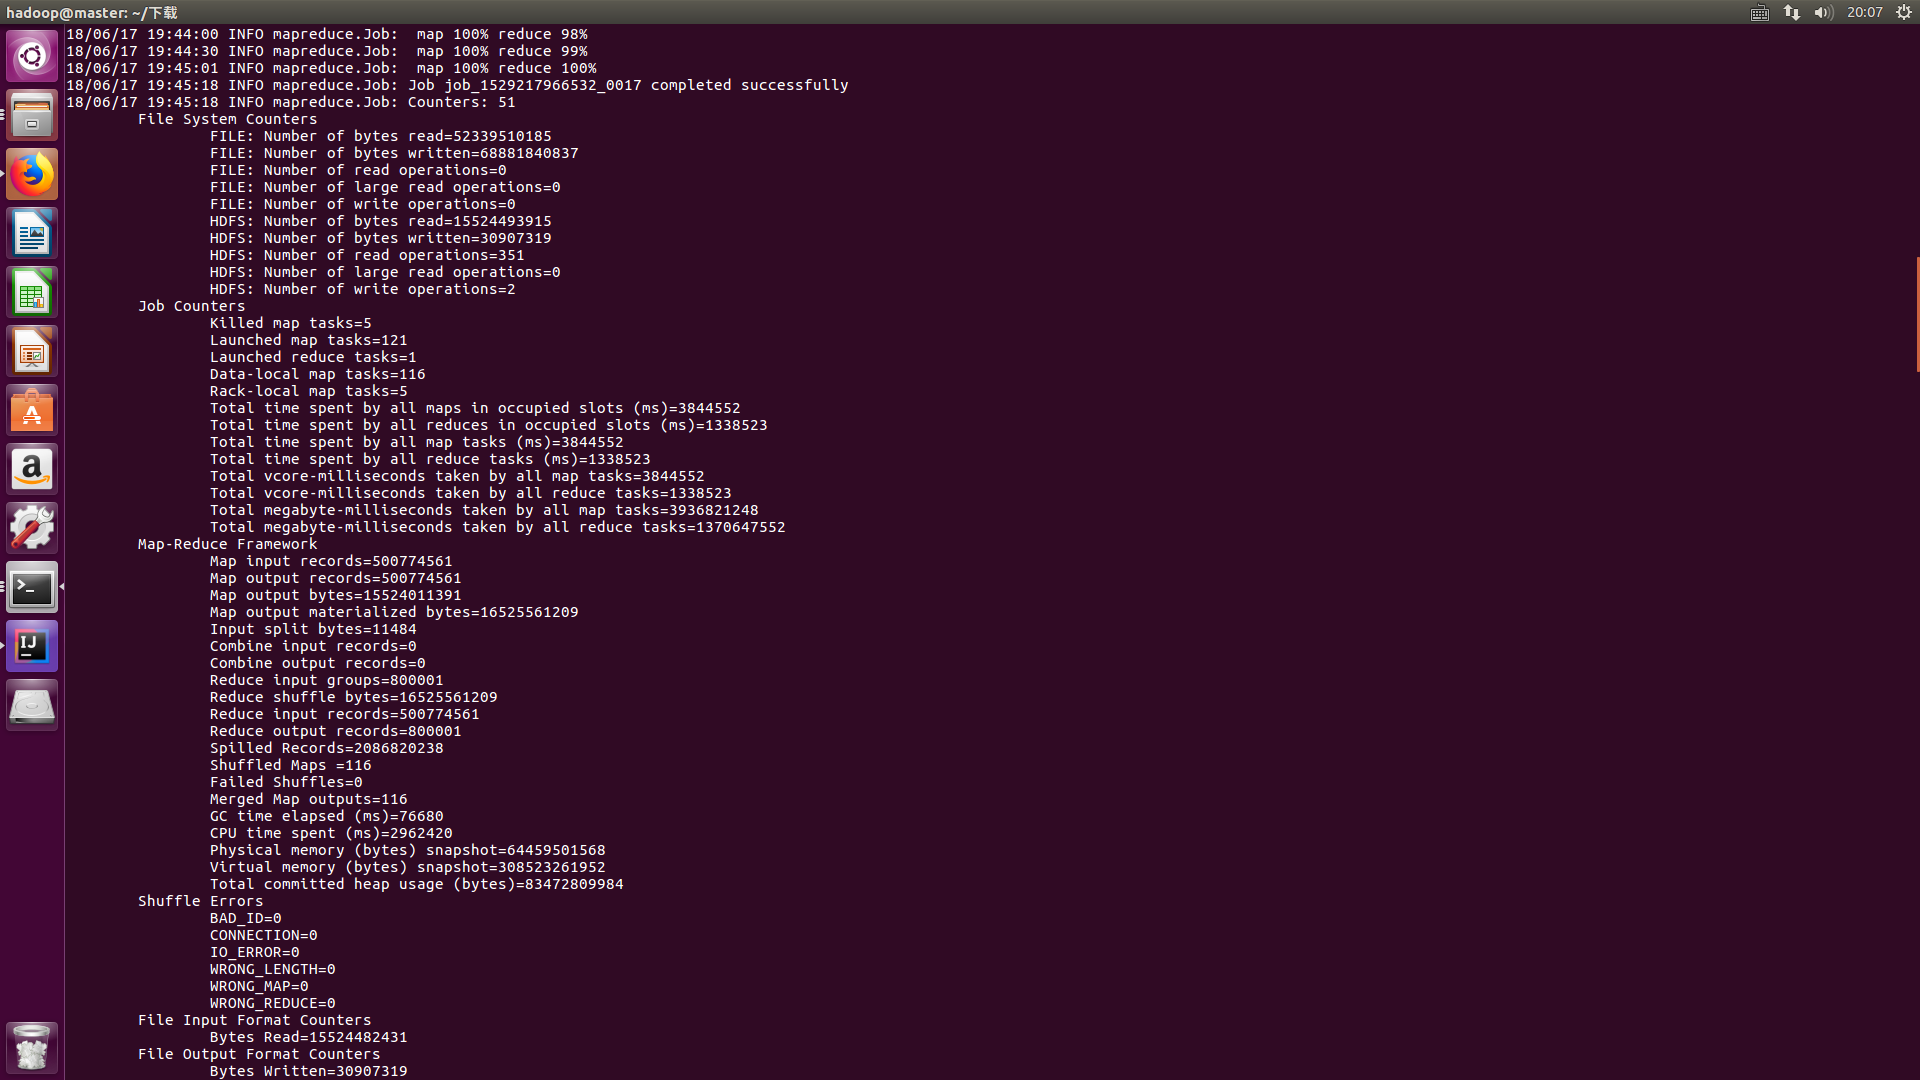 hadoop@master: ~/下载
20:07
18/06/17 19:44:00 INFO mapreduce.Job:  map 100% reduce 98%
18/06/17 19:44:30 INFO mapreduce.Job:  map 100% reduce 99%
18/06/17 19:45:01 INFO mapreduce.Job:  map 100% reduce 100%
18/06/17 19:45:18 INFO mapreduce.Job: Job job_1529217966532_0017 completed successfully
18/06/17 19:45:18 INFO mapreduce.Job: Counters: 51
File System Counters
FILE: Number of bytes read=52339510185
FILE: Number of bytes written=68881840837
FILE: Number of read operations=0
FILE: Number of large read operations=0
FILE: Number of write operations=0
HDFS: Number of bytes read=15524493915
HDFS: Number of bytes written=30907319
HDFS: Number of read operations=351
HDFS: Number of large read operations=0
HDFS: Number of write operations=2
Job Counters
Killed map tasks=5
Launched map tasks=121
Launched reduce tasks=1
Data-local map tasks=116
Rack-local map tasks=5
Total time spent by all maps in occupied slots (ms)=3844552
Total time spent by all reduces in occupied slots (ms)=1338523
Total time spent by all map tasks (ms)=3844552
Total time spent by all reduce tasks (ms)=1338523
Total vcore-milliseconds taken by all map tasks=3844552
Total vcore-milliseconds taken by all reduce tasks=1338523
Total megabyte-milliseconds taken by all map tasks=3936821248
Total megabyte-milliseconds taken by all reduce tasks=1370647552
Map-Reduce Framework
Map input records=500774561
Map output records=500774561
Map output bytes=15524011391
Map output materialized bytes=16525561209
Input split bytes=11484
Combine input records=0
Combine output records=0
Reduce input groups=800001
Reduce shuffle bytes=16525561209
Reduce input records=500774561
Reduce output records=800001
Spilled Records=2086820238
Shuffled Maps =116
Failed Shuffles=0
Merged Map outputs=116
GC time elapsed (ms)=76680
CPU time spent (ms)=2962420
Physical memory (bytes) snapshot=64459501568
Virtual memory (bytes) snapshot=308523261952
Total committed heap usage (bytes)=83472809984
Shuffle Errors
BAD_ID=0
CONNECTION=0
IO_ERROR=0
WRONG_LENGTH=0
WRONG_MAP=0
WRONG_REDUCE=0
File Input Format Counters
Bytes Read=15524482431
File Output Format Counters
Bytes Written=30907319